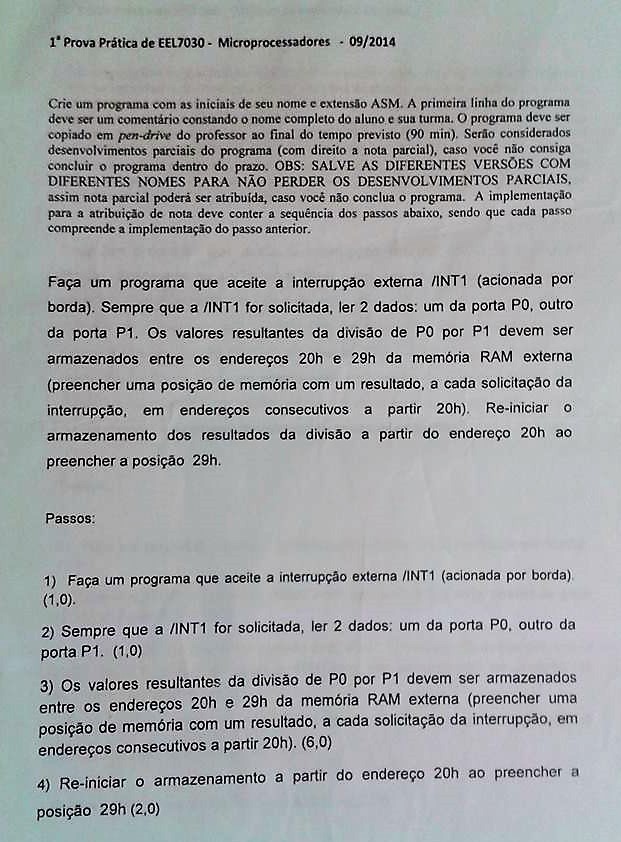 1ª Prova Prática de EEL7030 - Microprocessadores - 09/2014
Crie um programa com as iniciais de seu nome e extensão ASM. A primeira linha do programa
deve ser um comentário constando o nome completo do aluno e sua turma. O programa deve ser
copiado em pen-drive do professor ao final do tempo previsto (90 min). Serão considerados
desenvolvimentos parciais do programa (com direito a nota parcial), caso você não consiga
concluir o programa dentro do prazo. OBS: SALVE AS DIFERENTES VERSÕES COM
DIFERENTES NOMES PARA NÃO PERDER OS DESENVOLVIMENTOS PARCIAIS,
assim nota parcial poderá ser atribuída, caso você não conclua o programa. A implementação
para a atribuição de nota deve conter a sequência dos passos abaixo, sendo que cada passo
compreende a implementação do passo anterior.
Faça um programa que aceite a interrupção externa /INT1 (acionada por
borda). Sempre que a /INT1 for solicitada, ler 2 dados: um da porta P0, outro
da porta P1. Os valores resultantes da divisão de P0 por P1 devem ser
armazenados entre os endereços 20h e 29h da memória RAM externa
(preencher uma posição de memória com um resultado, a cada solicitação da
interrupção, em endereços consecutivos a partir 20h). Re-iniciar o
armazenamento dos resultados da divisão a partir do endereço 20h ao
preencher a posição 29h.
Passos:
1) Faça um programa que aceite a interrupção externa /INT1 (acionada por borda).
(1,0).
2) Sempre que a /INT1 for solicitada, ler 2 dados: um da porta P0, outro da
porta P1. (1,0)
3) Os valores resultantes da divisão de P0 por P1 devem ser armazenados
entre os endereços 20h e 29h da memória RAM externa (preencher uma
posição de memória com um resultado, a cada solicitação da interrupção, em
endereços consecutivos a partir 20h). (6,0)
4) Re-iniciar o armazenamento a partir do endereço 20h ao preencher a
posição 29h (2,0)